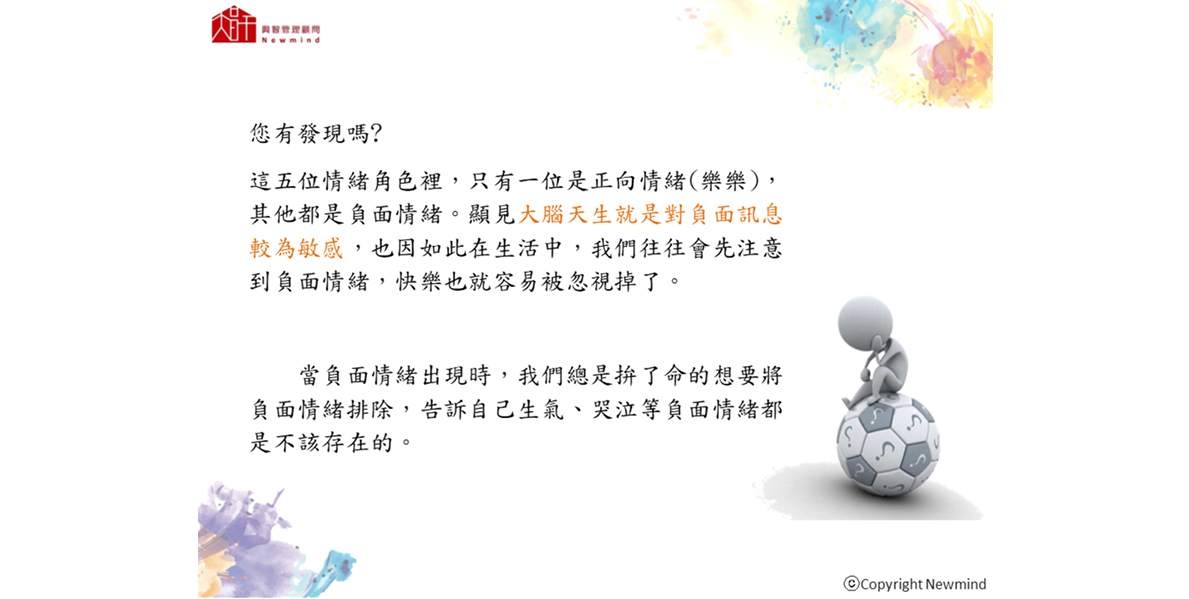 興智管理顧問
Newmind
您有發現嗎?
這五位情緒角色裡，只有一位是正向情緒(樂樂)，
其他都是負面情緒。顯見大腦天生就是對負面訊息
較為敏感，也因如此在生活中，我們往往會先注意
到負面情緒，快樂也就容易被忽視掉了。
當負面情緒出現時，我們總是拚了命的想要將
負面情緒排除，告訴自己生氣、哭泣等負面情緒都
是不該存在的。
ⓒCopyright Newmind